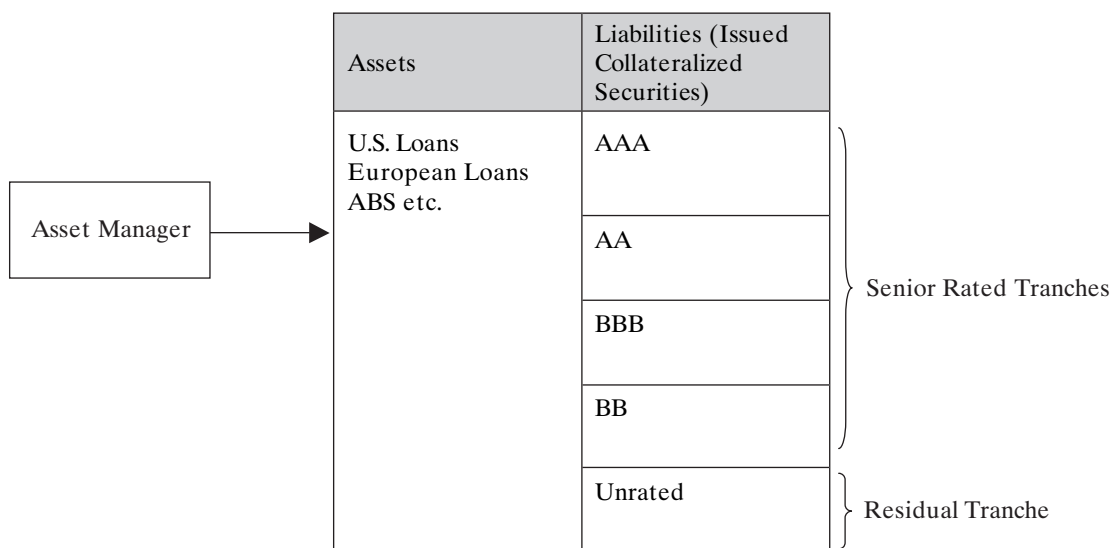 Assets
Liabilities (Issued
Collateralized
Securities)
Asset Manager
U.S. Loans
European Loans
ABS etc.
AAA
AA
BBB
BB
Senior Rated Tranches
Unrated
Residual Tranche